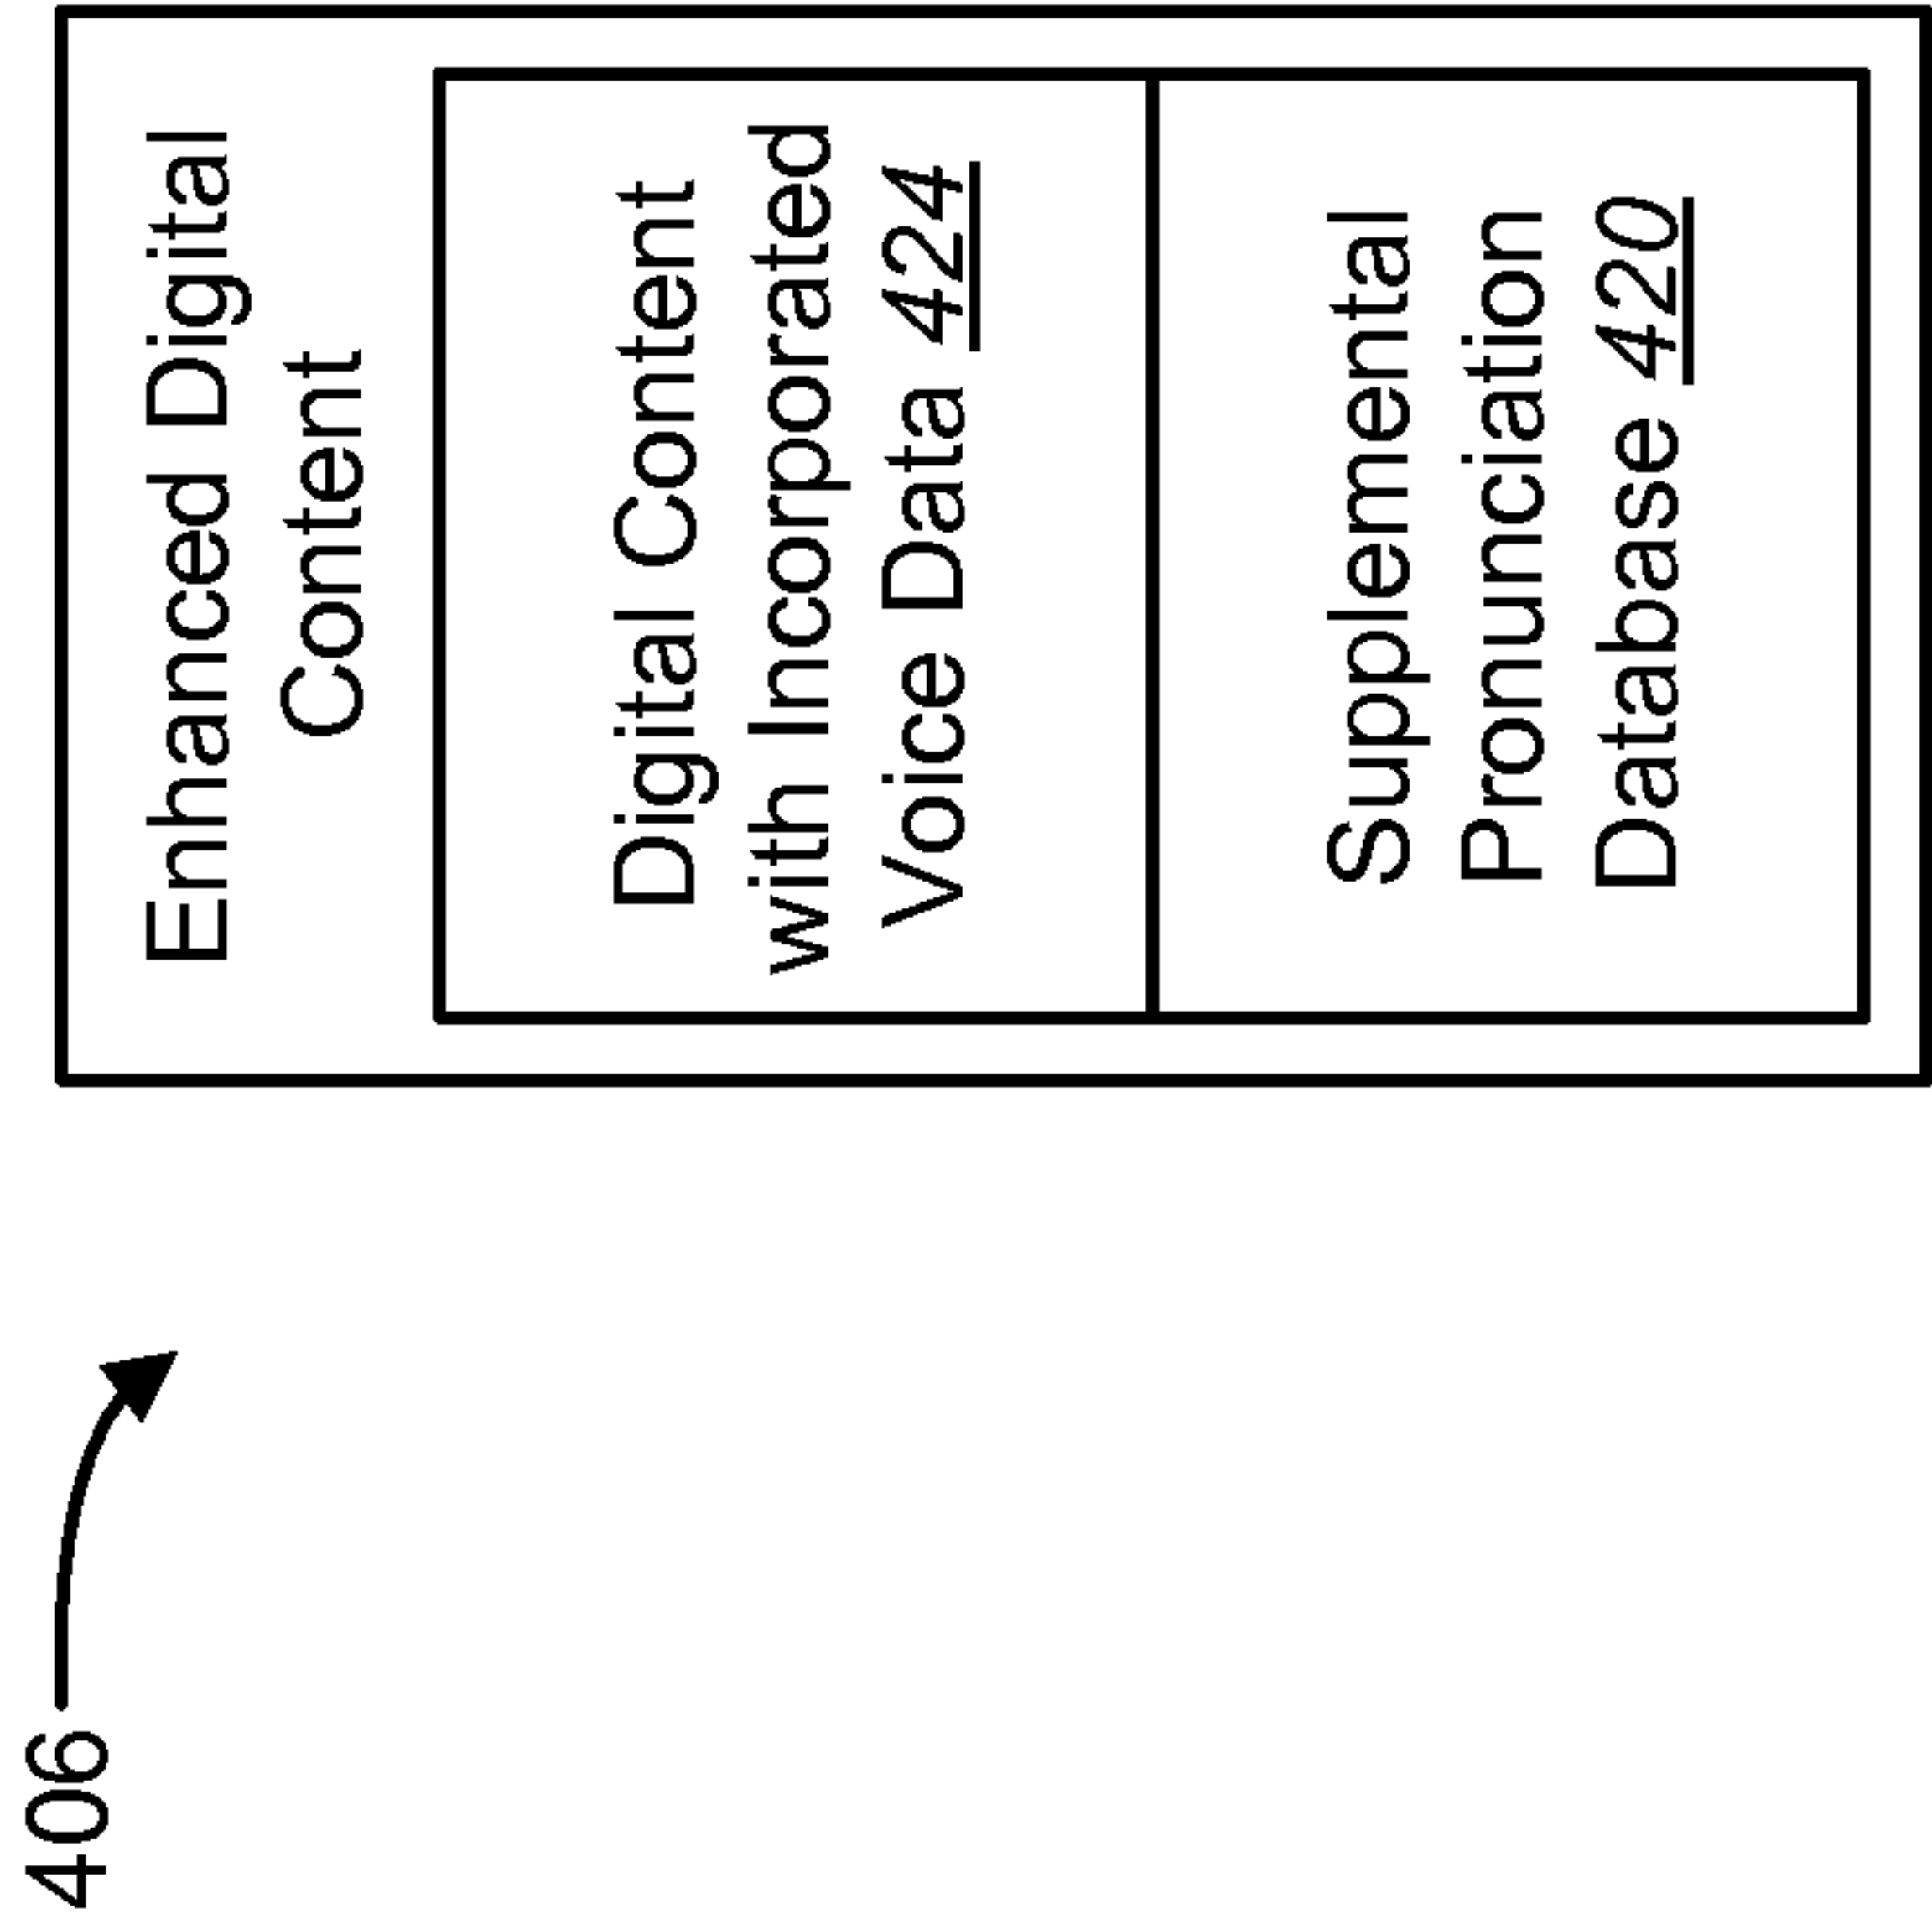 406
Enhanced Digital
Content
Digital Content
with Incorporated
Voice Data 424
Supplemental
Pronunciation
Database 420